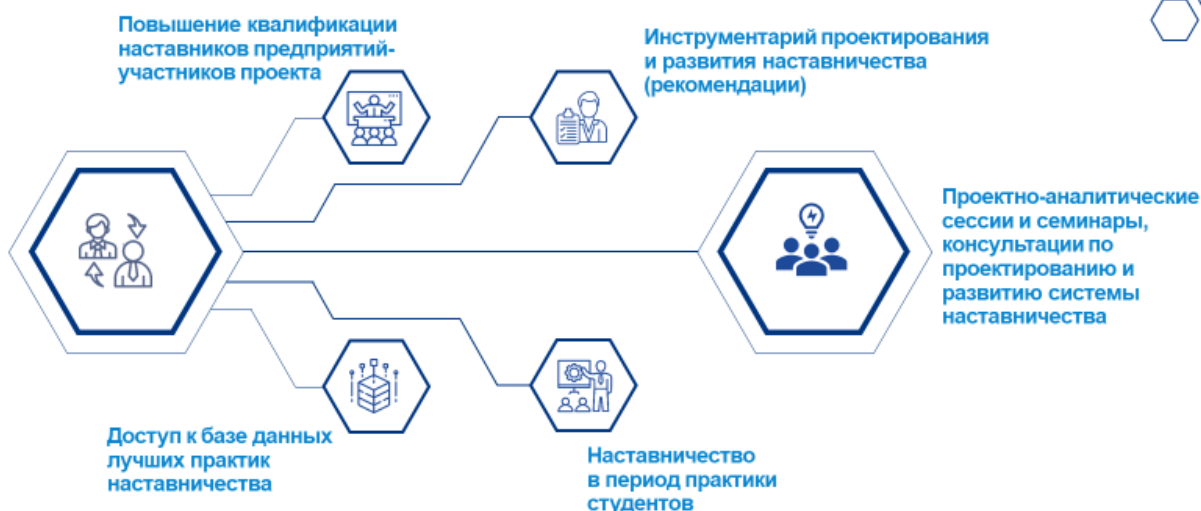 Повышение квалификации
наставников предприятий-
участников проекта
Инструментарий проектирования
и развития наставничества
(рекомендации)
Проектно-аналитические
сессии и семинары,
консультации по
проектированию и
развитию системы
наставничества
Доступ к базе данных
лучших практик
наставничества
Наставничество
в период практики
студентов